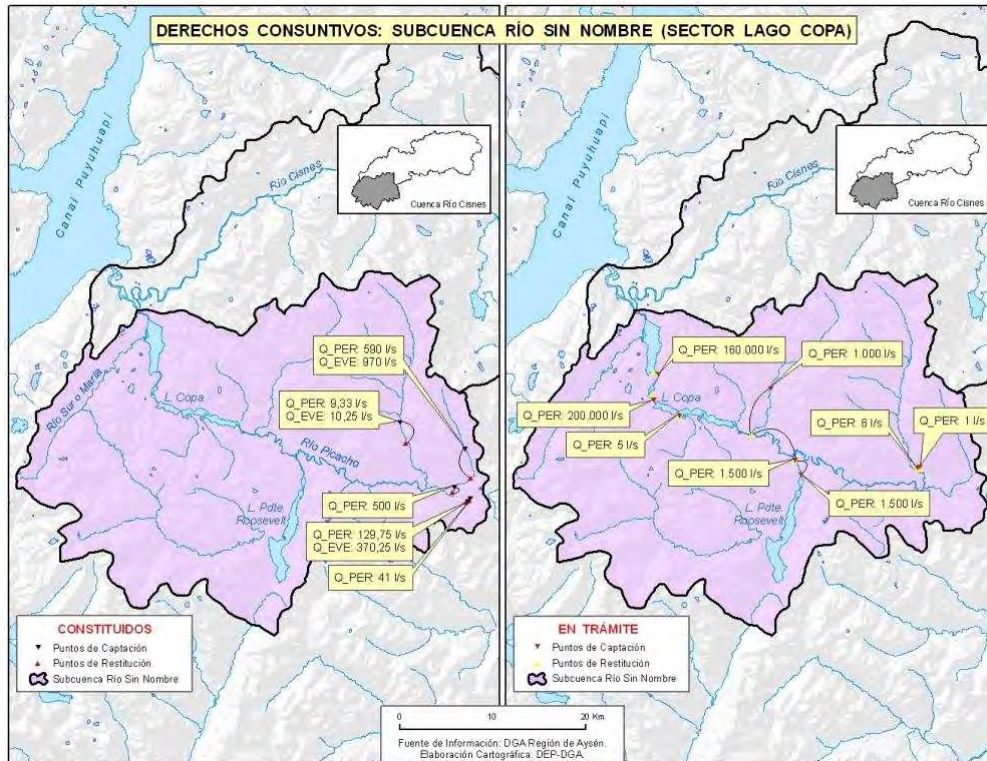 DERECHOS CONSUNTIVOS: SUBCUENCA RÍO SIN NOMBRE (SECTOR LAGO COPA)
Canal Puyuhuapi
Río Cisnes
Cuenca Río Cisnes
Río Sur o María
L. Copa
Río Picacho
L. Pdte. Roosevelt
Q_PER: 590 l/s
Q_EVE: 970 l/s
Q_PER: 9,33 l/s
Q_EVE: 10,25 l/s
Q_PER: 500 l/s
Q_PER: 129,75 l/s
Q_EVE: 370,25 l/s
Q_PER: 41 l/s
CONSTITUIDOS
Puntos de Captación
Puntos de Restitución
Subcuenca Río Sin Nombre
Canal Puyuhuapi
Río Cisnes
Cuenca Río Cisnes
Q_PER: 160.000 l/s
Q_PER: 1.000 l/s
L. Copa
Q_PER: 200.000 l/s
Q_PER: 5 l/s
Q_PER: 6 l/s
Q_PER: 1 l/s
Q_PER: 1.500 l/s
Q_PER: 1.500 l/s
L. Pdte. Roosevelt
EN TRÁMITE
Puntos de Captación
Puntos de Restitución
Subcuenca Río Sin Nombre
0 10 20 Km.
Fuente de Información: DGA Región de Aysén.
Elaboración Cartográfica: DEP-DGA.